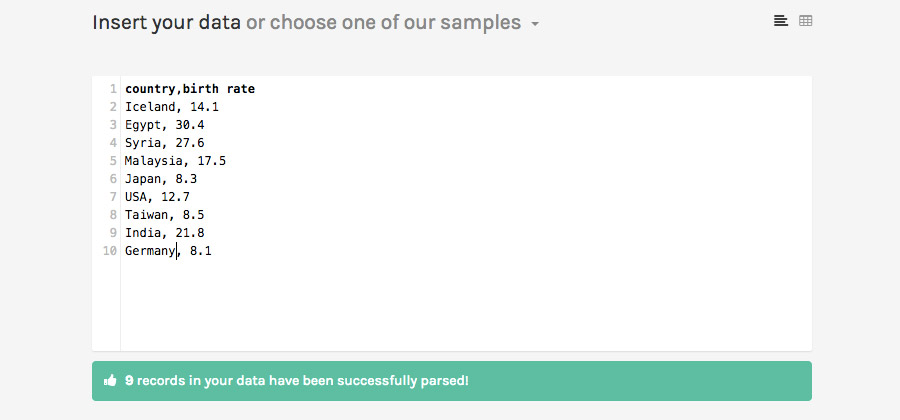 Insert your data or choose one of our samples
1 country,birth rate
2 Iceland, 14.1
3 Egypt, 30.4
4 Syria, 27.6
5 Malaysia, 17.5
6 Japan, 8.3
7 USA, 12.7
8 Taiwan, 8.5
9 India, 21.8
10 Germany, 8.1
9 records in your data have been successfully parsed!